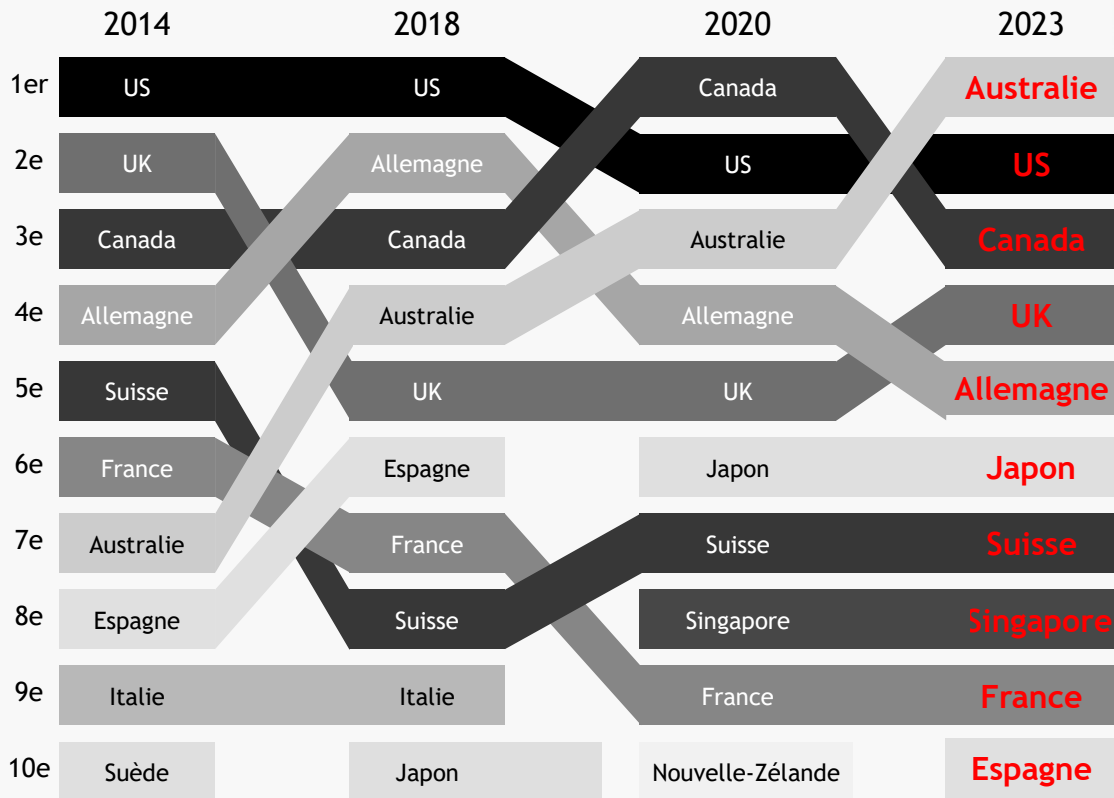 2014 2018 2020 2023
1er US US Canada Australie
2e UK Allemagne US US
3e Canada Canada Australie Canada
4e Allemagne Australie Allemagne UK
5e Suisse UK UK Allemagne
6e France Espagne Japon Japon
7e Australie France Suisse Suisse
8e Espagne Suisse Singapore Singapore
9e Italie Italie France France
10e Suède Japon Nouvelle-Zélande Espagne